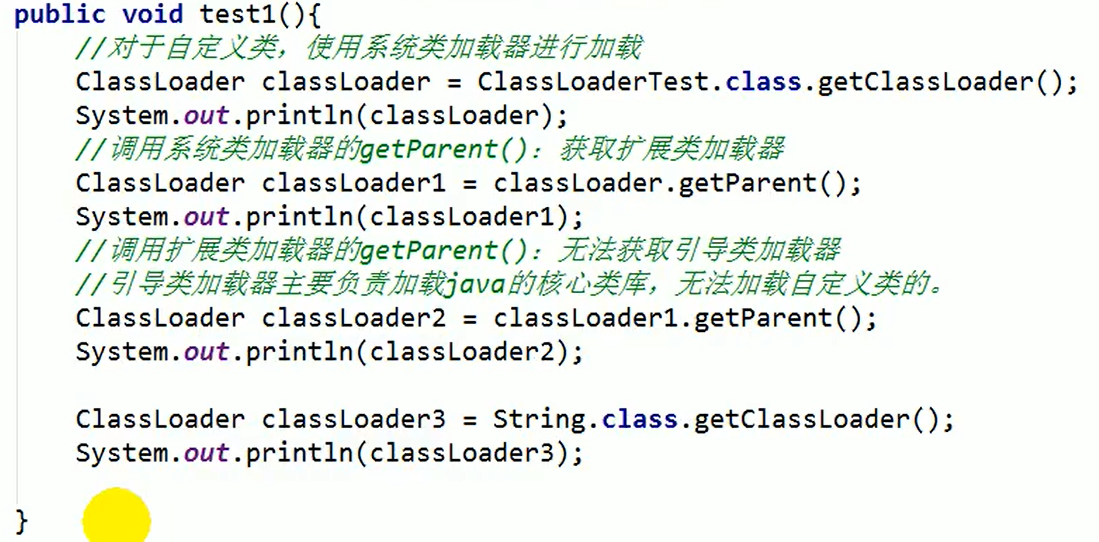 public void test1(){
//对于自定义类，使用系统类加载器进行加载
ClassLoader classLoader = ClassLoaderTest.class.getClassLoader();
System.out.println(classLoader);
//调用系统类加载器的getParent()：获取扩展类加载器
ClassLoader classLoader1 = classLoader.getParent();
System.out.println(classLoader1);
//调用扩展类加载器的getParent()：无法获取引导类加载器
//引导类加载器主要负责加载java的核心类库，无法加载自定义类的。
ClassLoader classLoader2 = classLoader1.getParent();
System.out.println(classLoader2);
ClassLoader classLoader3 = String.class.getClassLoader();
System.out.println(classLoader3);
}